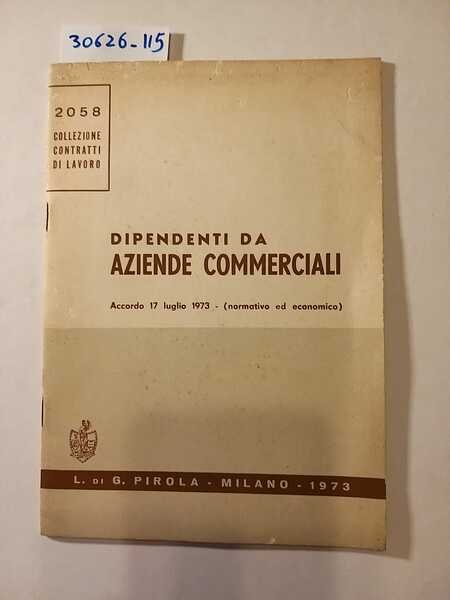 30626-115
2058
COLLEZIONE
CONTRATTI
DI LAVORO
DIPENDENTI DA
AZIENDE COMMERCIALI
Accordo 17 luglio 1973 - (normativo ed economico)
L. DI G. PIROLA - MILANO - 1973